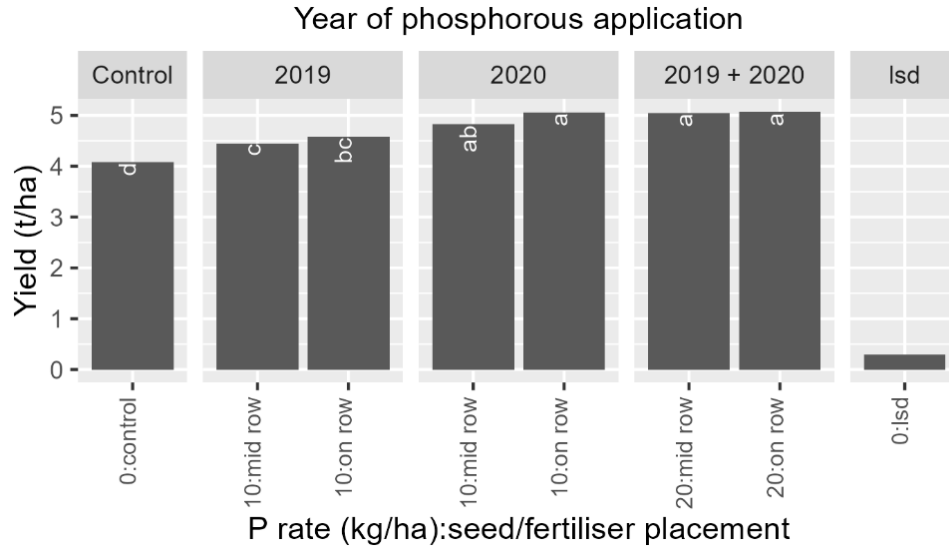 Year of phosphorous application
Control 2019 2020 2019 + 2020 lsd
5
4
3
2
1
0
Yield (t/ha)
d c bc ab a a a
0:control 10:mid row 10:on row 10:mid row 10:on row 20:mid row 20:on row 0:lsd
P rate (kg/ha):seed/fertiliser placement